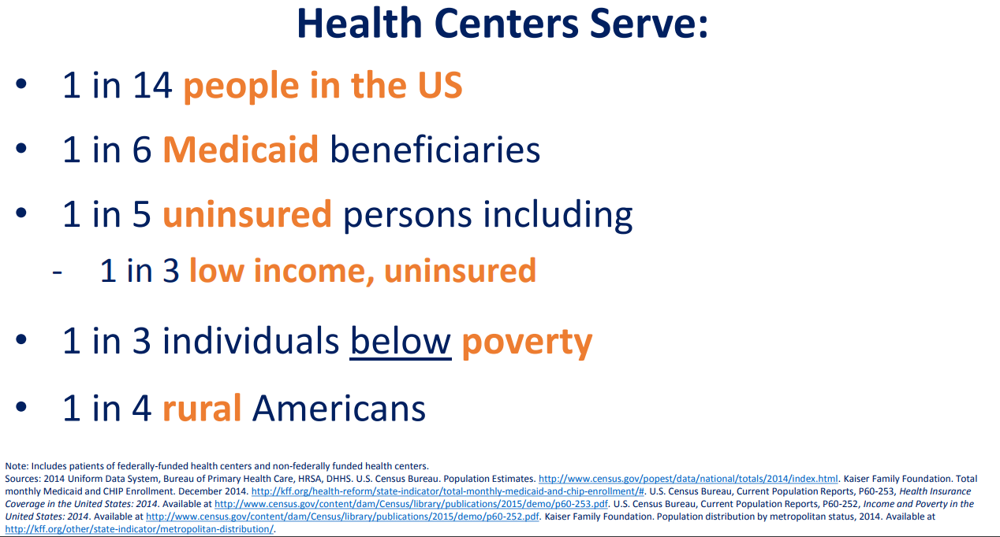 Health Centers Serve:
• 1 in 14 people in the US
• 1 in 6 Medicaid beneficiaries
• 1 in 5 uninsured persons including
- 1 in 3 low income, uninsured
• 1 in 3 individuals below poverty
• 1 in 4 rural Americans
Note: Includes patients of federally-funded health centers and non-federally funded health centers.
Sources: 2014 Uniform Data System, Bureau of Primary Health Care, HRSA, DHHS. U.S. Census Bureau. Population Estimates. http://www.census.gov/popest/data/national/totals/2014/index.html. Kaiser Family Foundation. Total
monthly Medicaid and CHIP Enrollment. December 2014. http://kff.org/health-reform/state-indicator/total-monthly-medicaid-and-chip-enrollment/#. U.S. Census Bureau, Current Population Reports, P60-253, Health Insurance
Coverage in the United States: 2014. Available at http://www.census.gov/content/dam/Census/library/publications/2015/demo/p60-253.pdf. U.S. Census Bureau, Current Population Reports, P60-252, Income and Poverty in the
United States: 2014. Available at http://www.census.gov/content/dam/Census/library/publications/2015/demo/p60-252.pdf. Kaiser Family Foundation. Population distribution by metropolitan status, 2014. Available at
http://kff.org/other/state-indicator/metropolitan-distribution/.